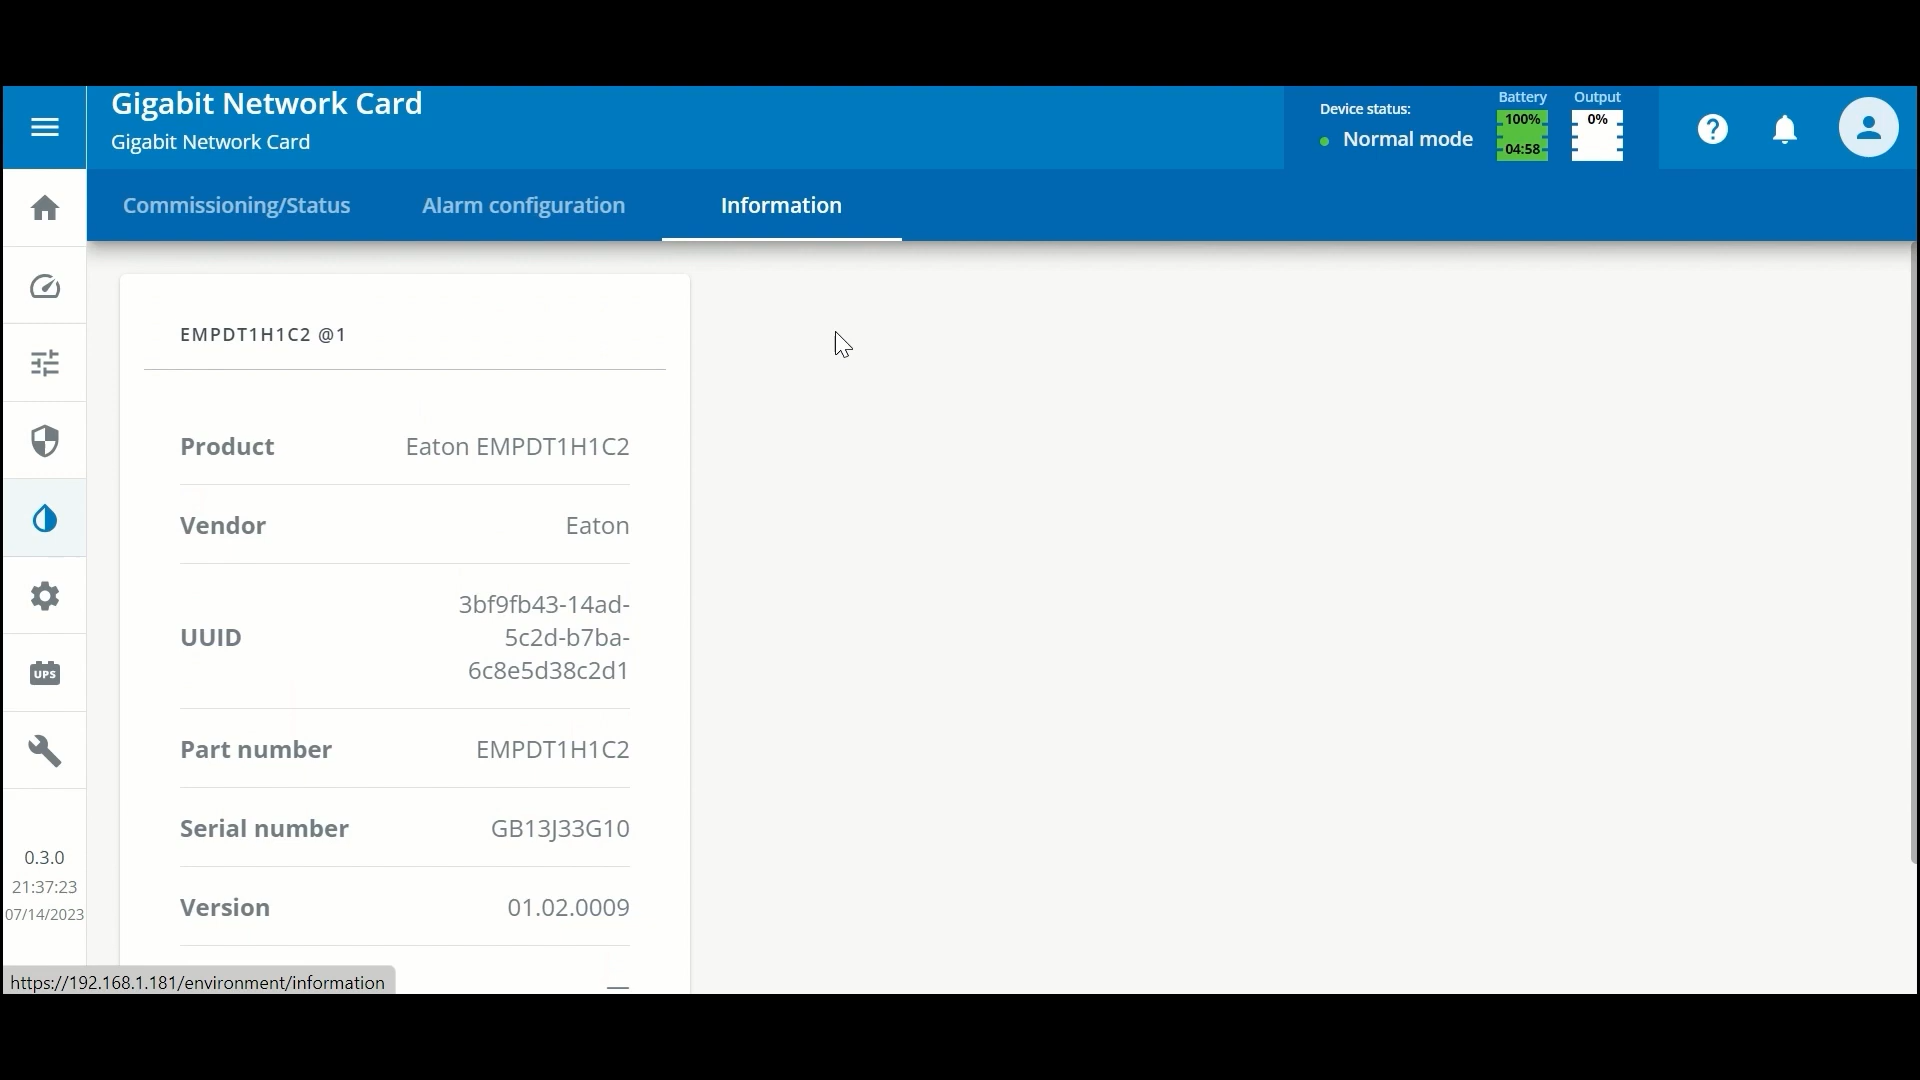 Gigabit Network Card
Gigabit Network Card
Device status:
Normal mode
Battery
100%
04:58
Output
0%
Commissioning/Status
Alarm configuration
Information
EMPDT1H1C2 @1
Product
Eaton EMPDT1H1C2
Vendor
Eaton
UUID
3bf9fb43-14ad-
5c2d-b7ba-
6c8e5d38c2d1
Part number
EMPDT1H1C2
Serial number
GB13J33G10
Version
01.02.0009
UPS
0.3.0
21:37:23
07/14/2023
https://192.168.1.181/environment/information